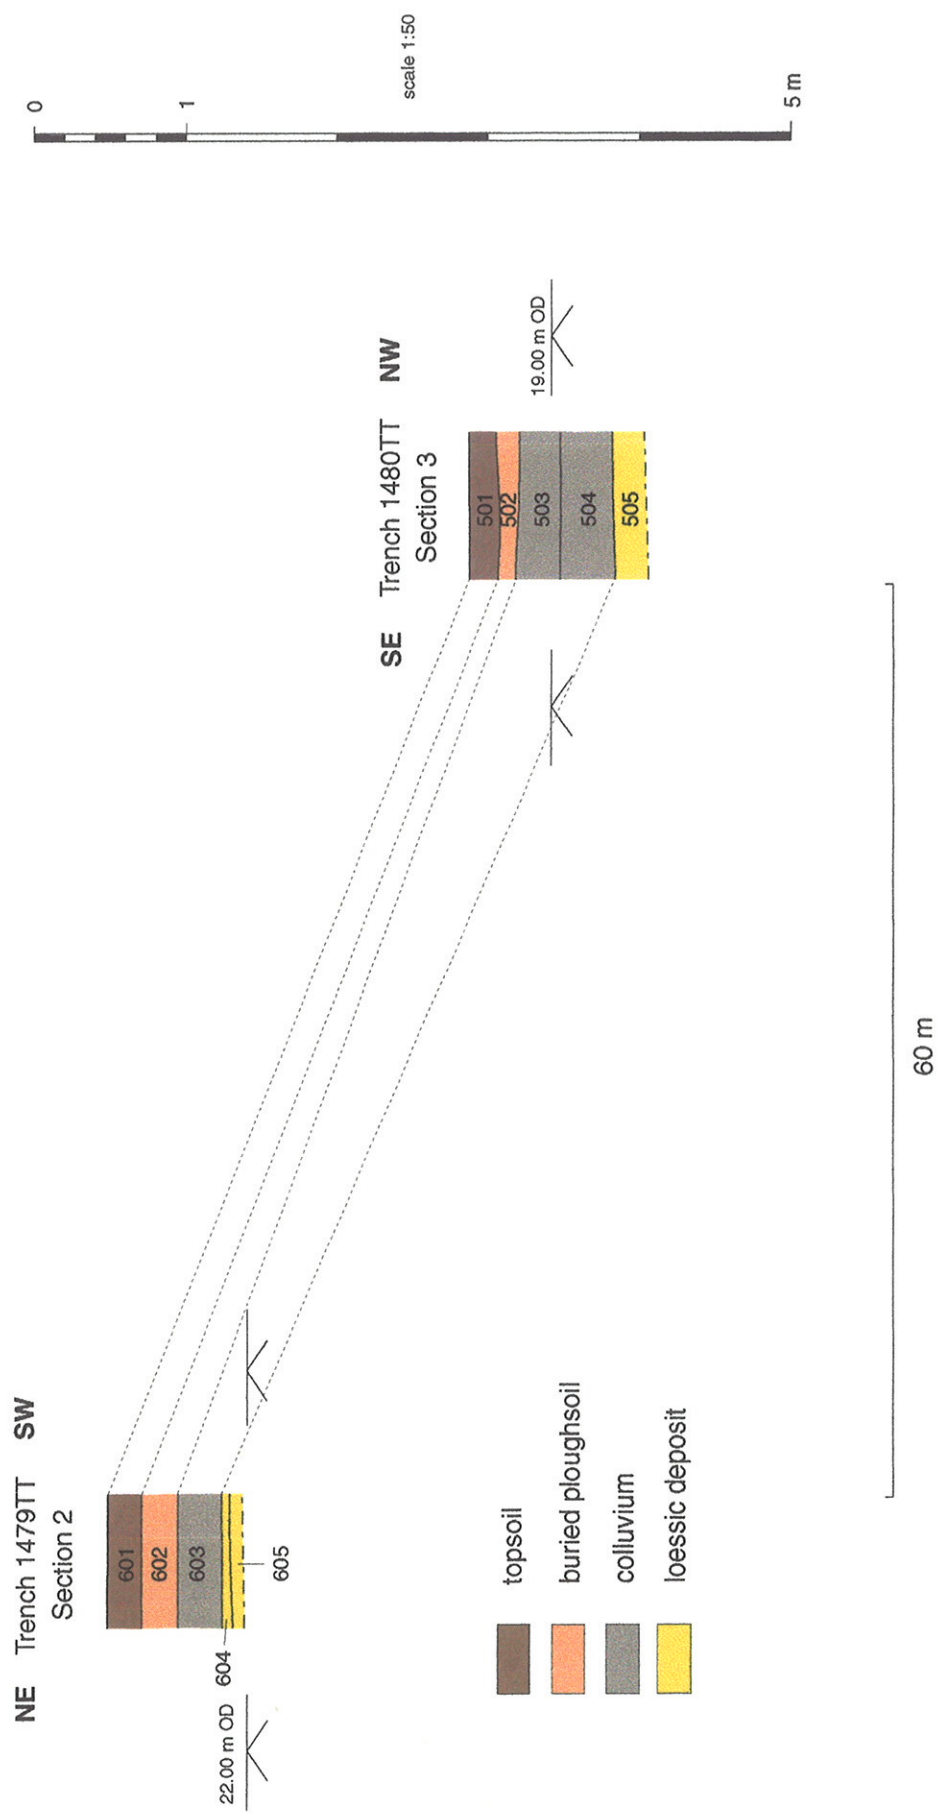 NE Trench 1479TT SW
Section 2
601
602
603
604
605
22.00 m OD
SE Trench 1480TT NW
Section 3
501
502
503
504
505
19.00 m OD
topsoil
buried ploughsoil
colluvium
loessic deposit
60 m
0
1
5 m
scale 1:50